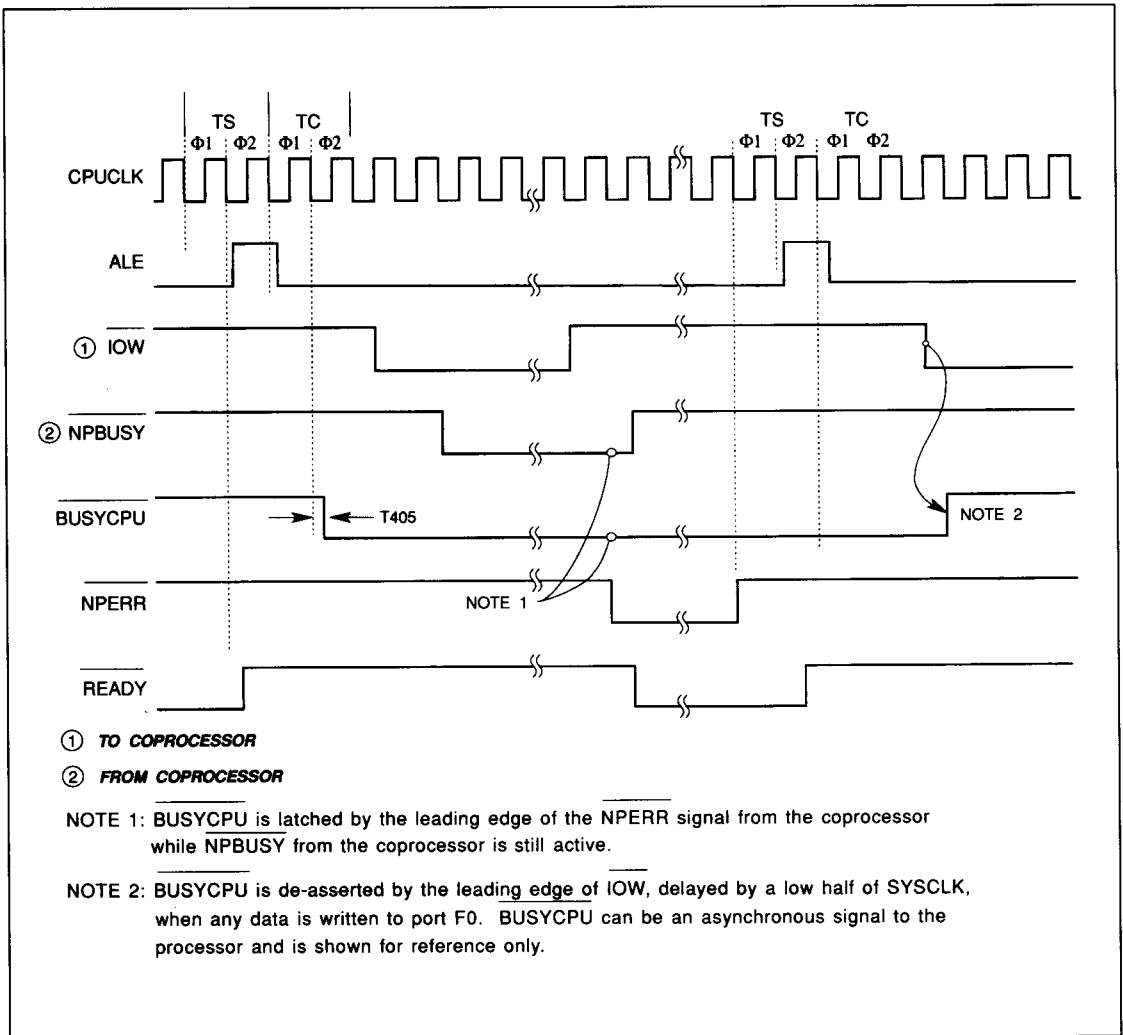 TS TC TS TC
Φ1 Φ2 Φ1 Φ2 Φ1 Φ2 Φ1 Φ2
CPUCLK
ALE
① IOW
② NPBUSY
BUSYCPU
T405
NOTE 2
NPERR
NOTE 1
READY
① TO COPROCESSOR
② FROM COPROCESSOR
NOTE 1: BUSYCPU is latched by the leading edge of the NPERR signal from the coprocessor
while NPBUSY from the coprocessor is still active.
NOTE 2: BUSYCPU is de-asserted by the leading edge of IOW, delayed by a low half of SYSCLK,
when any data is written to port F0. BUSYCPU can be an asynchronous signal to the
processor and is shown for reference only.